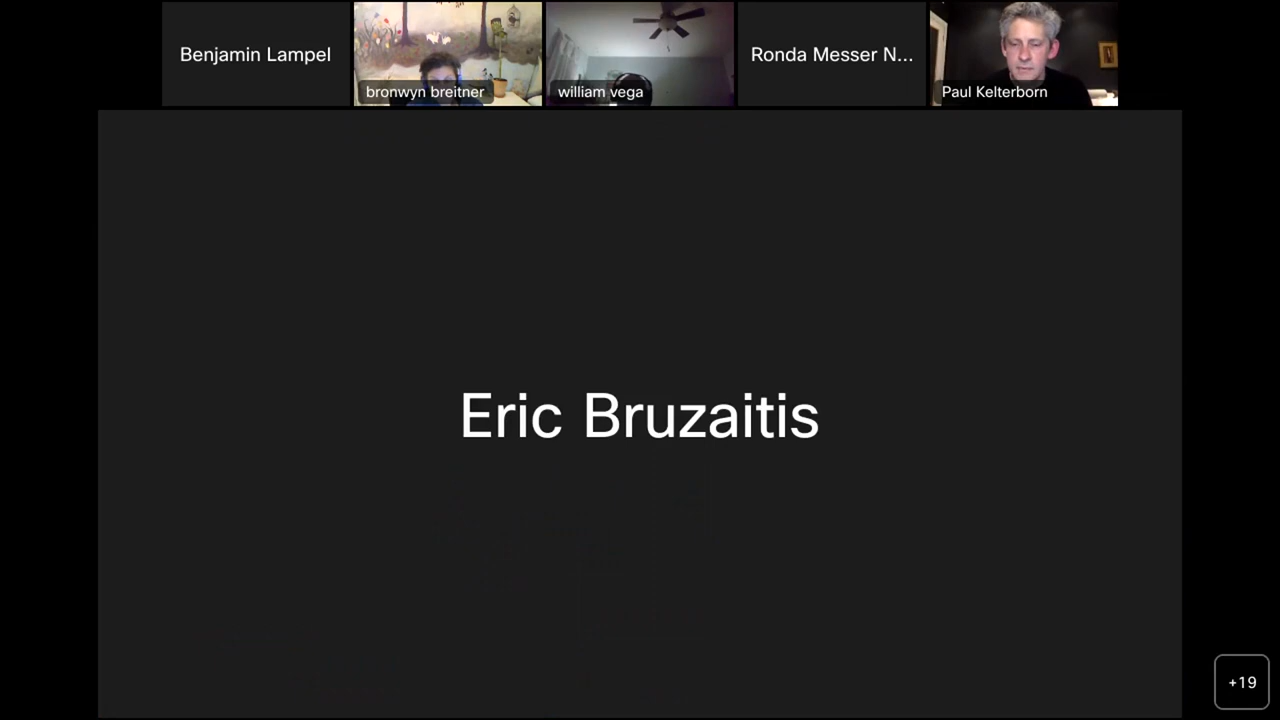 Benjamin Lampel
bronwyn breitner
william vega
Ronda Messer N...
Paul Kelterborn
Eric Bruzaitis
+19